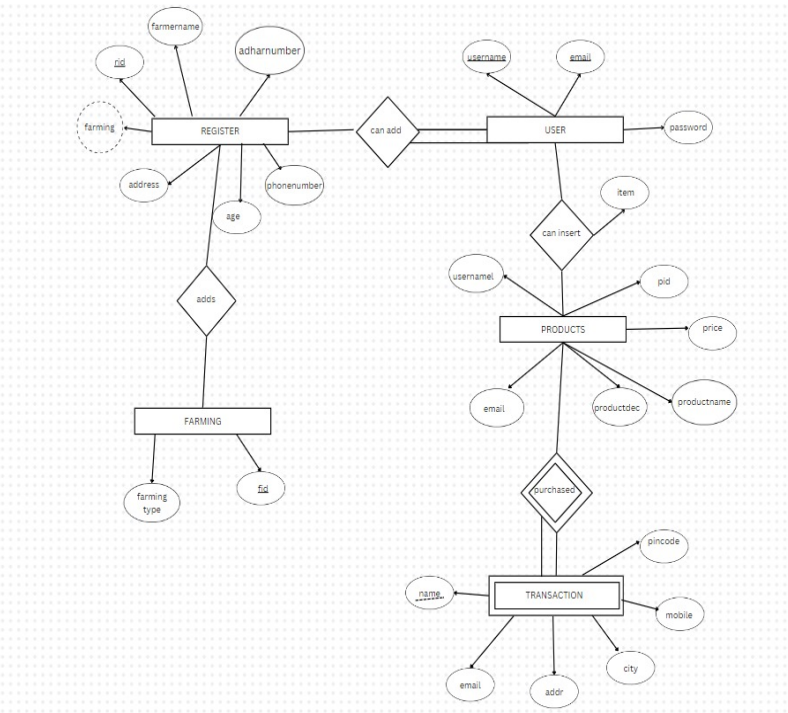 farmername
adharnumber
rid
username
email
farming
REGISTER
can add
USER
password
address
phonenumber
age
Item
can insert
usernamel
pid
adds
PRODUCTS
price
email
productdec
productname
FARMING
farming
type
fid
purchased
pincode
name
TRANSACTION
mobile
email
addr
city